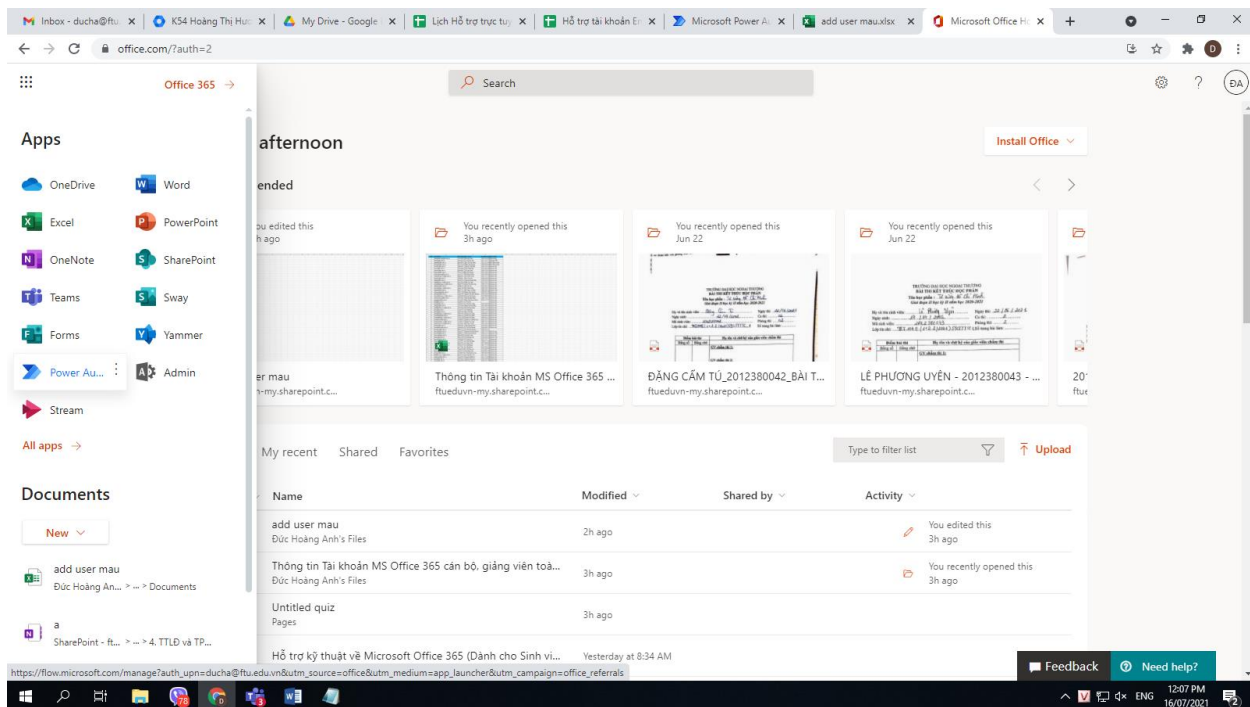 Inbox - ducha@ftu
K54 Hoàng Thị Hươ
My Drive - Google
Lịch Hỗ trợ trực tuy
Hỗ trợ tài khoản Em
Microsoft Power A
add user mau.xlsx
Microsoft Office Ho
office.com/?auth=2
D
Office 365 →
Search
?
ĐA
Apps
afternoon
Install Office
OneDrive
Word
ended
Excel
PowerPoint
ou edited this
h ago
You recently opened this
3h ago
You recently opened this
Jun 22
You recently opened this
Jun 22
OneNote
SharePoint
Teams
Sway
Forms
Yammer
Power Au...
Admin
er mau
n-my.sharepoint.c...
Thông tin Tài khoản MS Office 365 ...
ftueduvn-my.sharepoint.c...
ĐẶNG CẨM TÚ_2012380042_BÀI T...
ftueduvn-my.sharepoint.c...
LÊ PHƯƠNG UYÊN - 2012380043 - ...
ftueduvn-my.sharepoint.c...
20
ftue
Stream
All apps →
My recent
Shared
Favorites
Type to filter list
Upload
Documents
Name
Modified
Shared by
Activity
New
add user mau
Đức Hoàng Anh's Files
2h ago
You edited this
3h ago
add user mau
Đức Hoàng An... > ... > Documents
Thông tin Tài khoản MS Office 365 cán bộ, giảng viên toà...
Đức Hoàng Anh's Files
3h ago
You recently opened this
3h ago
Untitled quiz
Pages
3h ago
a
SharePoint - ft... > ... > 4. TTLĐ và TP...
Hỗ trợ kỹ thuật về Microsoft Office 365 (Dành cho Sinh vi...
Yesterday at 8:34 AM
Feedback
Need help?
https://flow.microsoft.com/manage?auth_upn=ducha@ftu.edu.vn&utm_source=office&utm_medium=app_launcher&utm_campaign=office_referrals
ENG
12:07 PM
16/07/2021